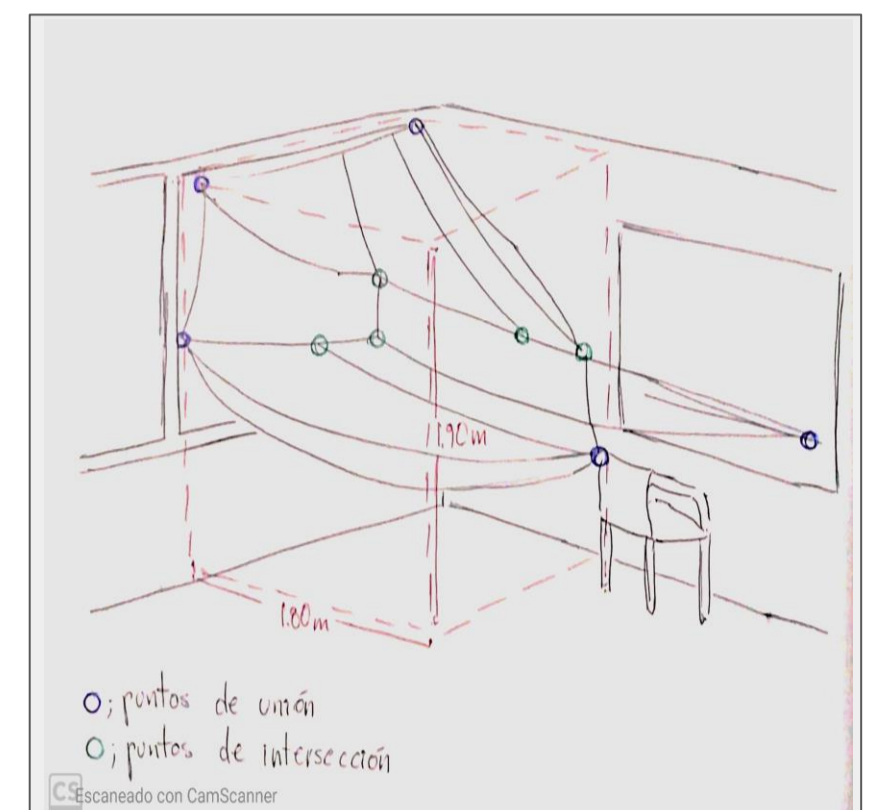 1.90m
1.80m
O; puntos de unión
O; puntos de intersección
CS Escaneado con CamScanner